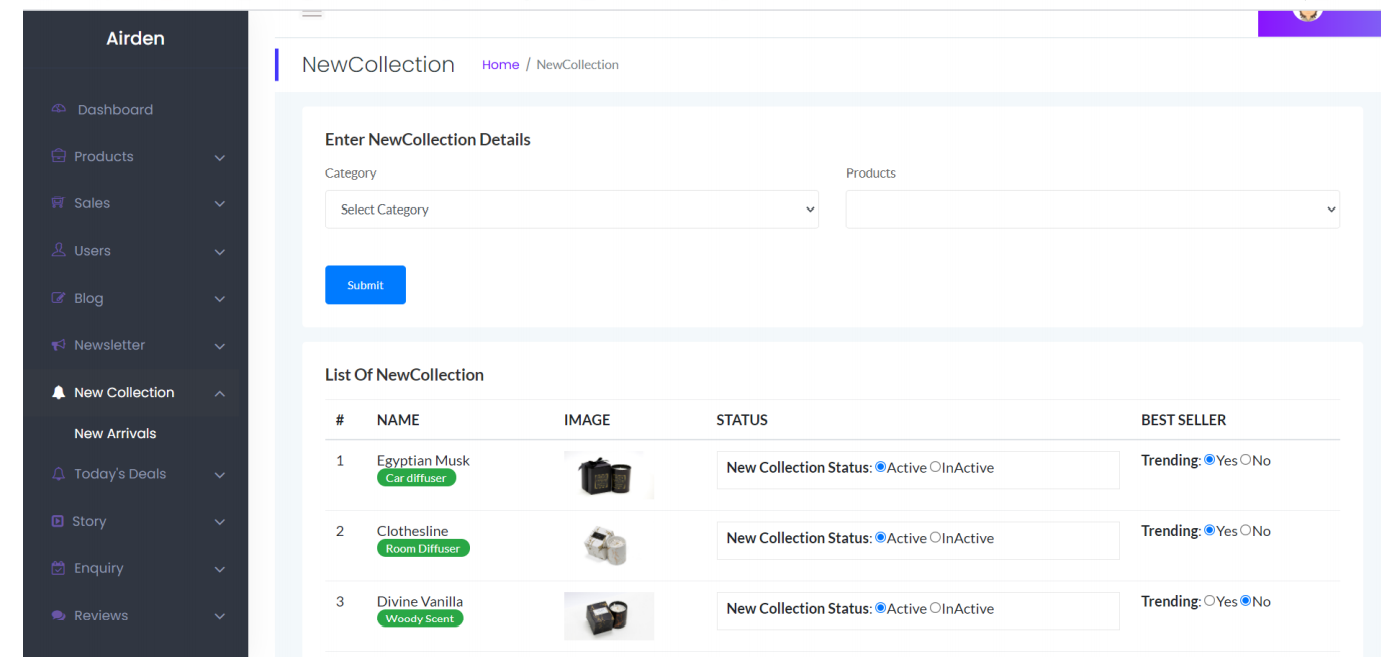 Airden
Dashboard
Products
Sales
Users
Blog
Newsletter
New Collection
New Arrivals
Today's Deals
Story
Enquiry
Reviews
NewCollection Home / NewCollection
Enter NewCollection Details
Category Products
Select Category
Submit
List Of NewCollection
# NAME IMAGE STATUS BEST SELLER
1 Egyptian Musk New Collection Status: Active InActive Trending: Yes No
Car diffuser
2 Clothesline New Collection Status: Active InActive Trending: Yes No
Room Diffuser
3 Divine Vanilla New Collection Status: Active InActive Trending: Yes No
Woody Scent